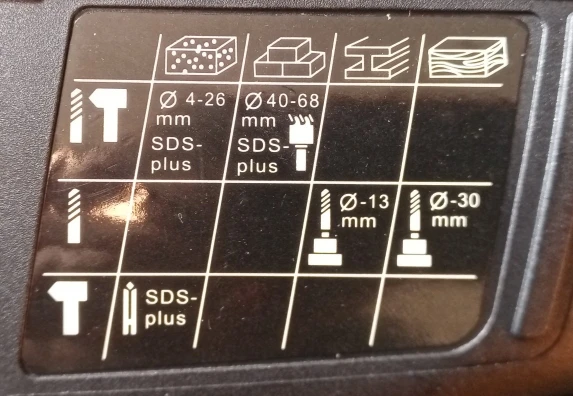 Ø 4-26
mm
SDS-
plus
Ø 40-68
mm
SDS-
plus
Ø-13
mm
Ø-30
mm
SDS-
plus